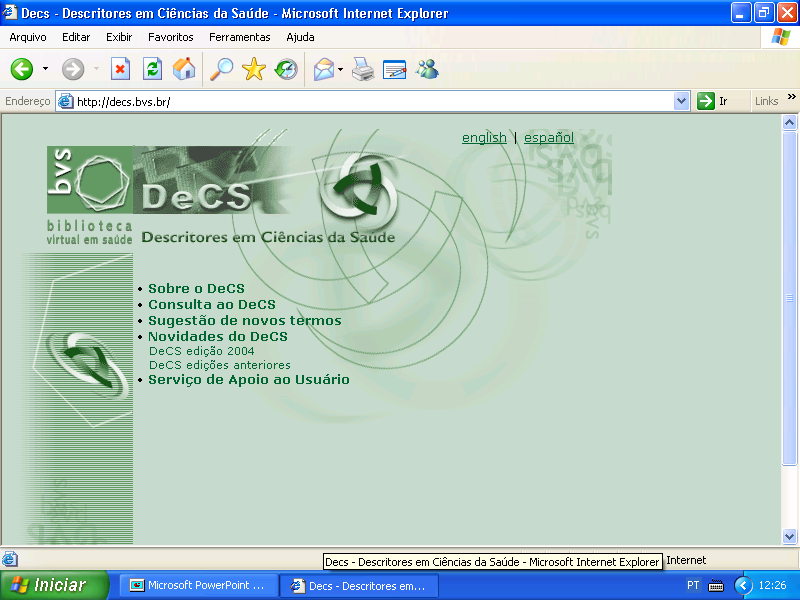 Decs - Descritores em Ciências da Saúde - Microsoft Internet Explorer
Arquivo Editar Exibir Favoritos Ferramentas Ajuda
Endereço http://decs.bvs.br/ Ir Links »
english | español
bvs
DeCS
biblioteca
virtual em saúde
Descritores em Ciências da Saúde
• Sobre o DeCS
• Consulta ao DeCS
• Sugestão de novos termos
• Novidades do DeCS
DeCS edição 2004
DeCS edições anteriores
• Serviço de Apoio ao Usuário
Decs - Descritores em Ciências da Saúde - Microsoft Internet Explorer Internet
Iniciar Microsoft PowerPoint ... Decs - Descritores em... PT 12:26